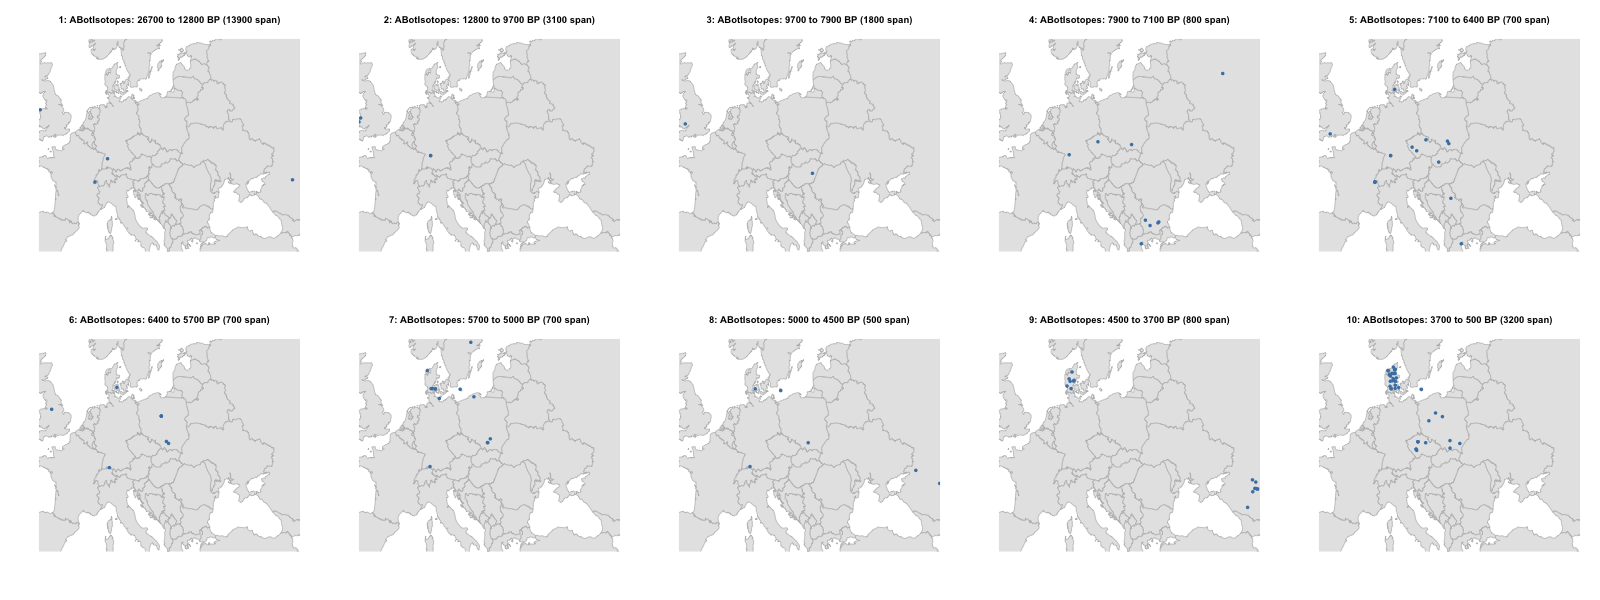 1: ABotIsotopes: 26700 to 12800 BP (13900 span)
2: ABotIsotopes: 12800 to 9700 BP (3100 span)
3: ABotIsotopes: 9700 to 7900 BP (1800 span)
4: ABotIsotopes: 7900 to 7100 BP (800 span)
5: ABotIsotopes: 7100 to 6400 BP (700 span)
6: ABotIsotopes: 6400 to 5700 BP (700 span)
7: ABotIsotopes: 5700 to 5000 BP (700 span)
8: ABotIsotopes: 5000 to 4500 BP (500 span)
9: ABotIsotopes: 4500 to 3700 BP (800 span)
10: ABotIsotopes: 3700 to 500 BP (3200 span)